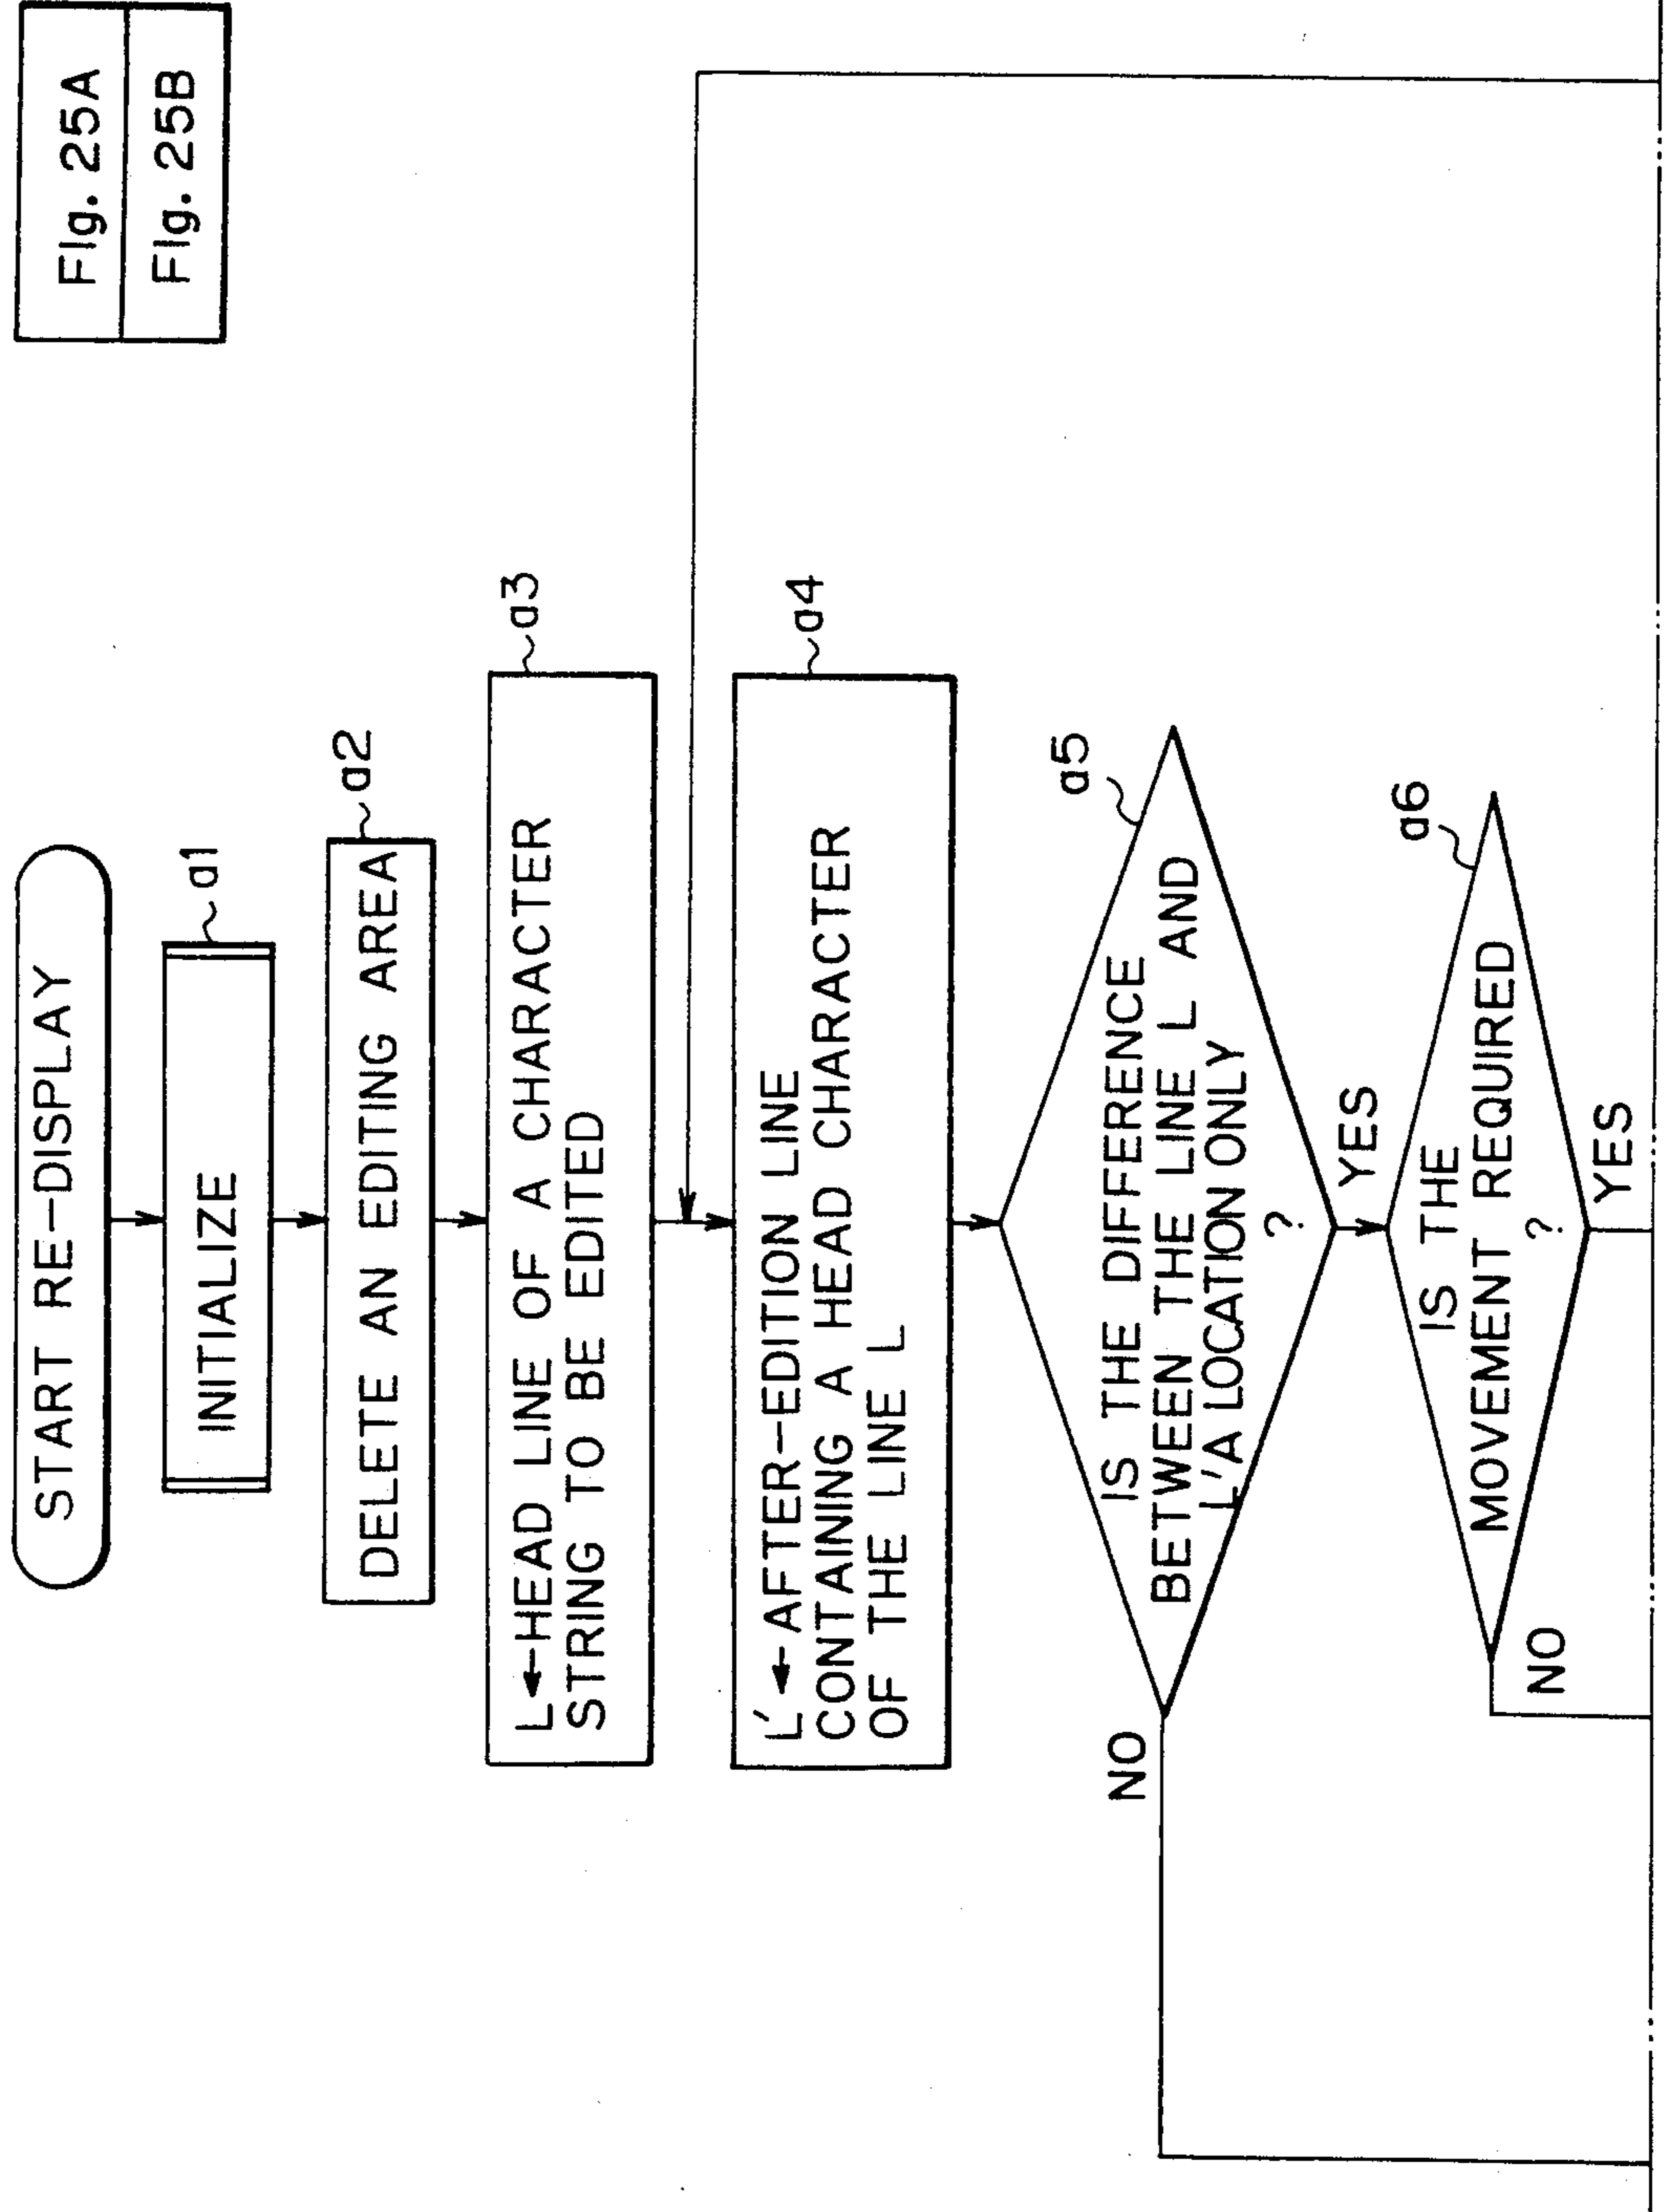 Fig. 25A
Fig. 25B
START RE-DISPLAY
INITIALIZE
a1
DELETE AN EDITING AREA
a2
L←HEAD LINE OF A CHARACTER
STRING TO BE EDITED
a3
L'←AFTER-EDITION LINE
CONTAINING A HEAD CHARACTER
OF THE LINE L
a4
IS THE DIFFERENCE
BETWEEN THE LINE L AND
L'A LOCATION ONLY
?
a5
NO
YES
IS THE
MOVEMENT REQUIRED
?
a6
NO
YES